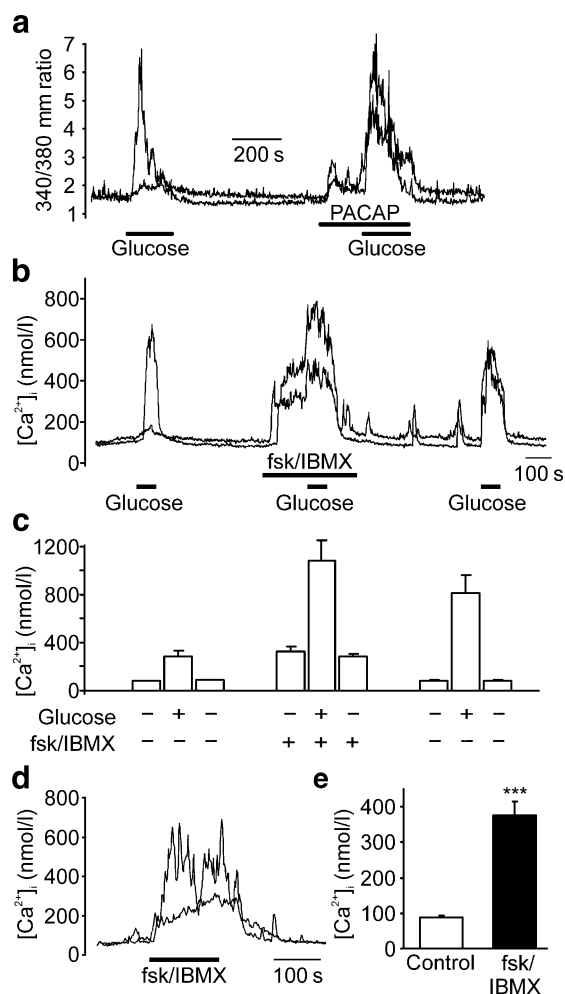 a
340/380 mm ratio
7
6
5
4
3
2
1
200 s
PACAP
Glucose
Glucose
b
[Ca²⁺]ᵢ (nmol/l)
800
600
400
200
0
fsk/IBMX
100 s
Glucose
Glucose
Glucose
c
[Ca²⁺]ᵢ (nmol/l)
1200
800
400
0
Glucose − + − − + − − + −
fsk/IBMX − − − + + + − − −
d
[Ca²⁺]ᵢ (nmol/l)
800
600
400
200
0
fsk/IBMX
100 s
e
[Ca²⁺]ᵢ (nmol/l)
400
300
200
100
0
***
Control
fsk/
IBMX